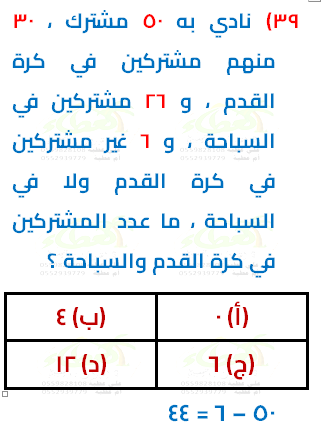 ٣٩) نادي به ٥٠ مشترك ، ٣٠
منهم مشتركين في كرة
القدم ، و ٢٦ مشتركين في
السباحة ، و ٦ غير مشتركين
في كرة القدم ولا في
السباحة ، ما عدد المشتركين
في كرة القدم والسباحة ؟
(أ) ٠
(ب) ٤
(ج) ٦
(د) ١٢
٥٠ – ٦ = ٤٤